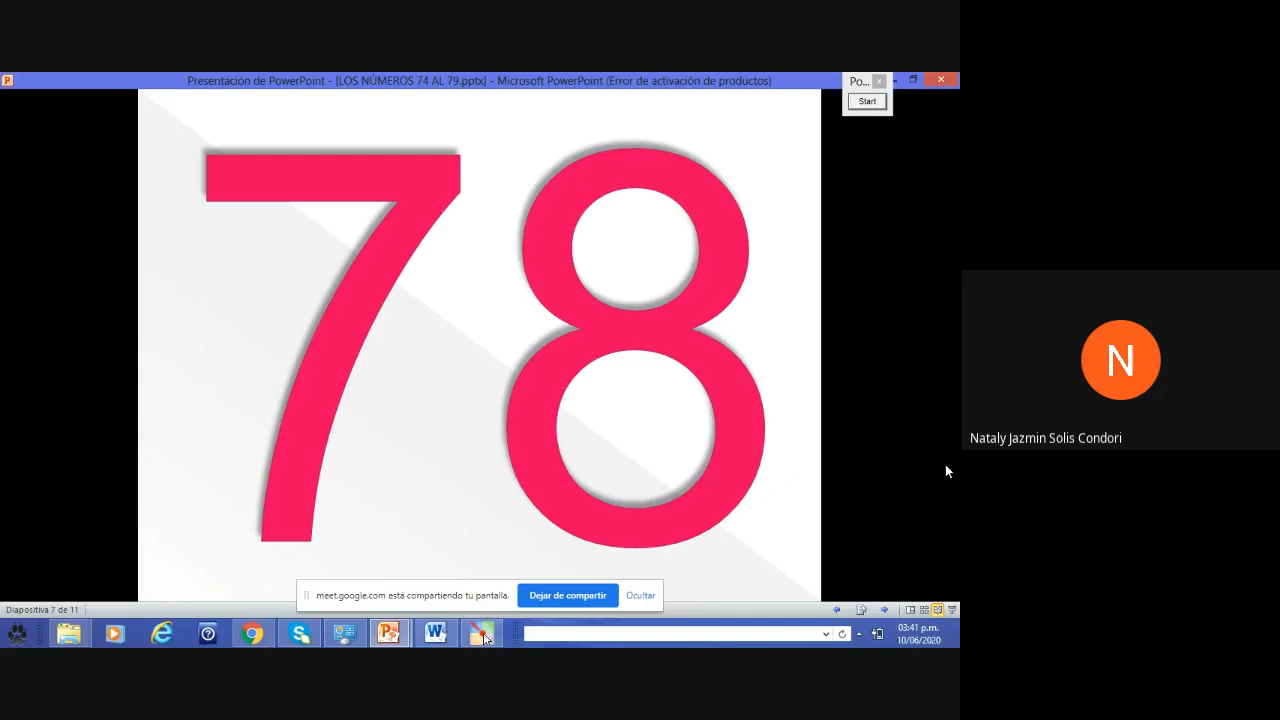 Presentación de PowerPoint - [LOS NÚMEROS 74 AL 79.pptx] - Microsoft PowerPoint (Error de activación de productos)
Po...
Start
78
N
Nataly Jazmin Solis Condori
meet.google.com está compartiendo tu pantalla.
Dejar de compartir
Ocultar
Diapositiva 7 de 11
03:41 p.m.
10/06/2020